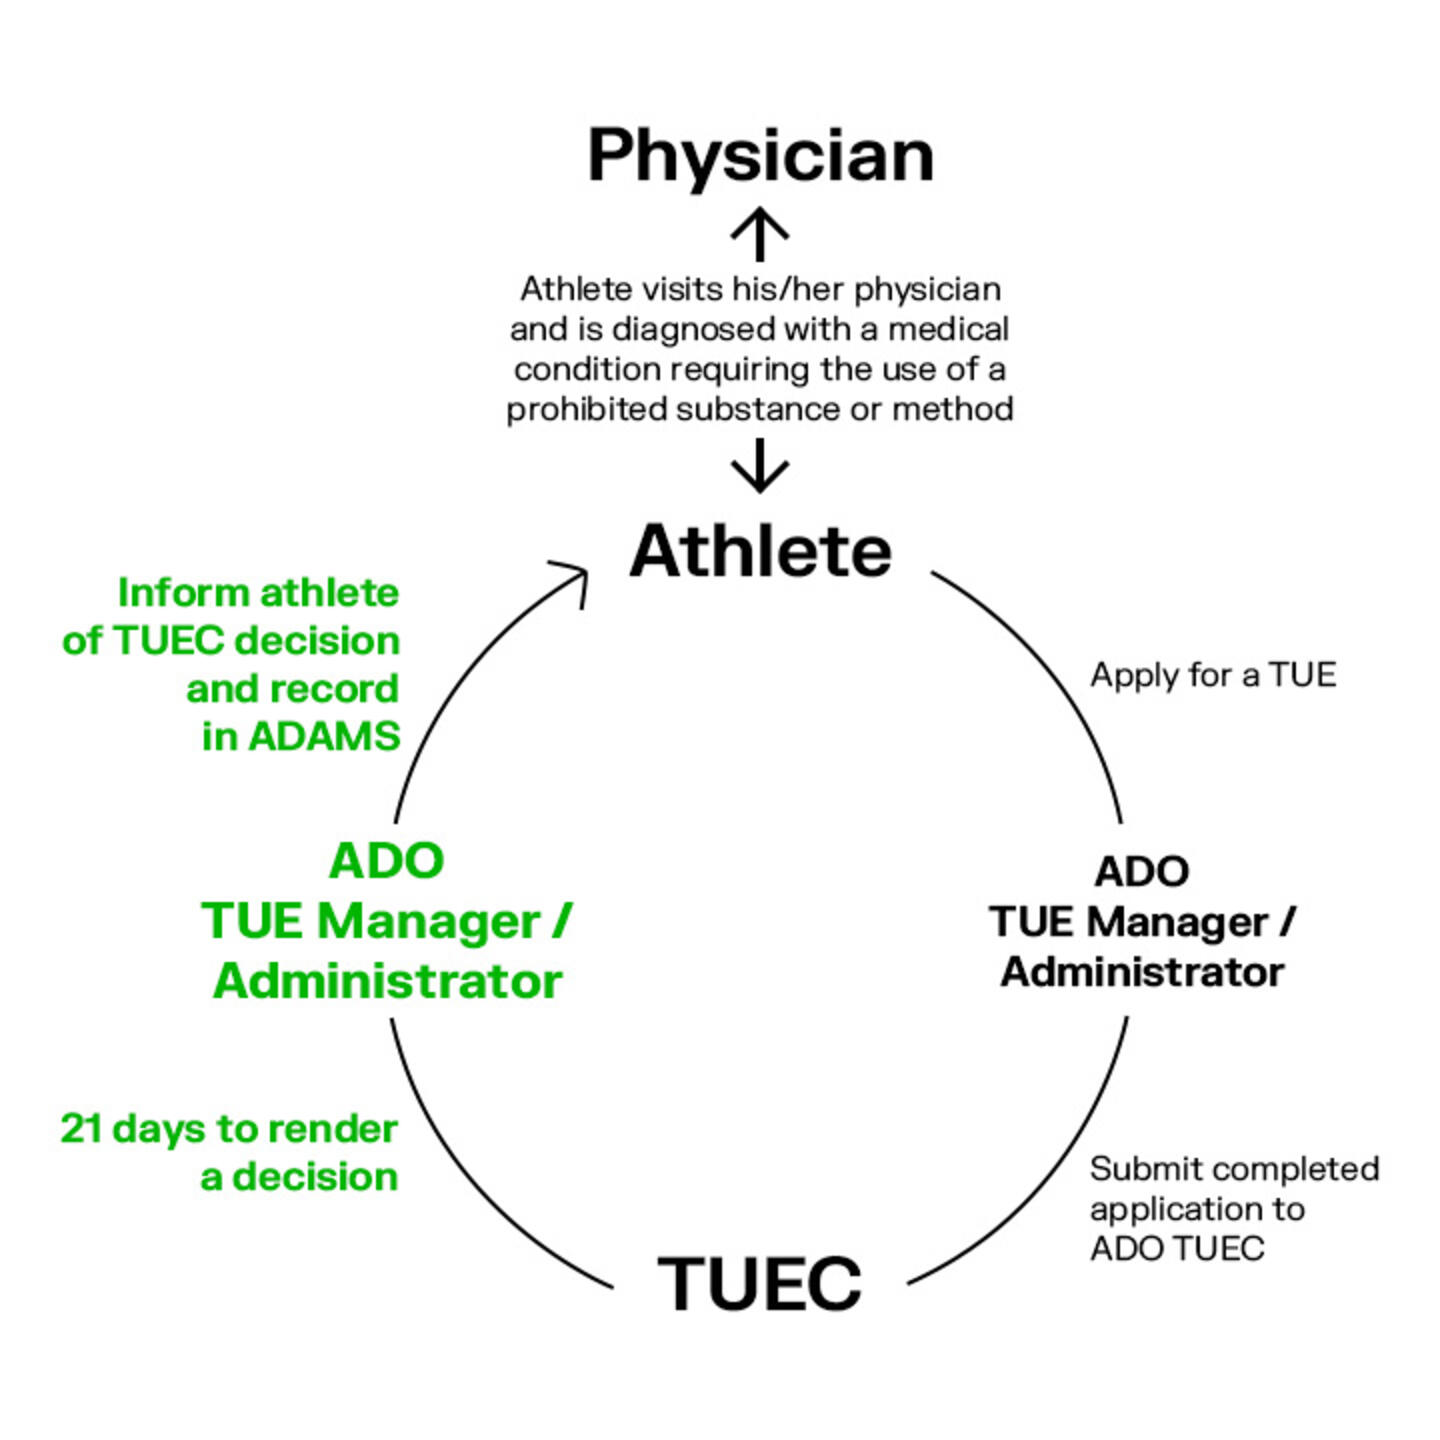 Physician
Athlete visits his/her physician
and is diagnosed with a medical
condition requiring the use of a
prohibited substance or method
Athlete
Apply for a TUE
ADO
TUE Manager /
Administrator
Submit completed
application to
ADO TUEC
TUEC
21 days to render
a decision
ADO
TUE Manager /
Administrator
Inform athlete
of TUEC decision
and record
in ADAMS